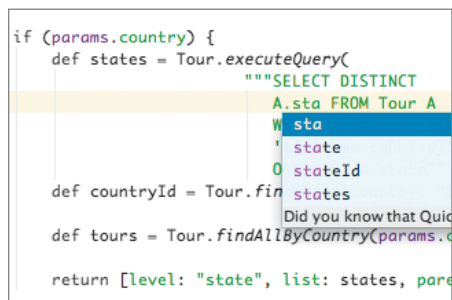 if (params.country) {
def states = Tour.executeQuery(
"""SELECT DISTINCT
A.sta FROM Tour A
W
sta
state
stateId
O
states
def countryId = Tour.fin
Did you know that Quic
def tours = Tour.findAllByCountry(params.c
return [level: "state", list: states, pare